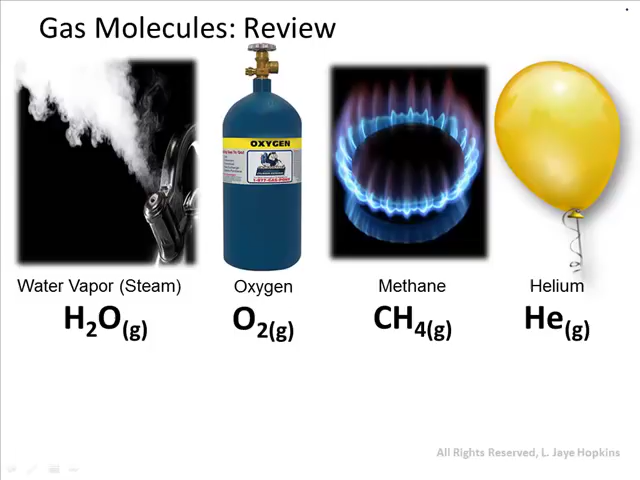 Gas Molecules: Review
OXYGEN
Water Vapor (Steam)
Oxygen
Methane
Helium
H₂O(g)
O₂(g)
CH₄(g)
He(g)
All Rights Reserved, L. Jaye Hopkins